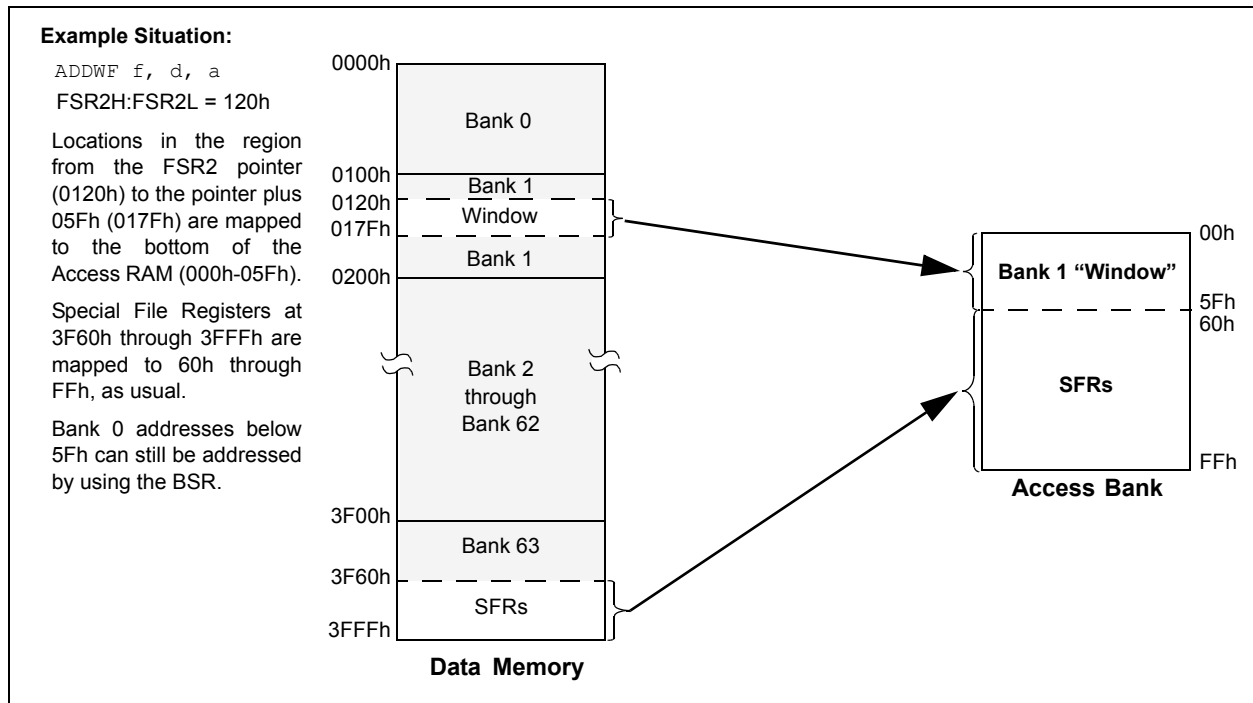 Example Situation:
ADDWF f, d, a
FSR2H:FSR2L = 120h
Locations in the region
from the FSR2 pointer
(0120h) to the pointer plus
05Fh (017Fh) are mapped
to the bottom of the
Access RAM (000h-05Fh).
Special File Registers at
3F60h through 3FFFh are
mapped to 60h through
FFh, as usual.
Bank 0 addresses below
5Fh can still be addressed
by using the BSR.
0000h
Bank 0
0100h
Bank 1
0120h
Window
017Fh
Bank 1
0200h
Bank 2
through
Bank 62
3F00h
Bank 63
3F60h
SFRs
3FFFh
Data Memory
00h
Bank 1 “Window”
5Fh
60h
SFRs
FFh
Access Bank